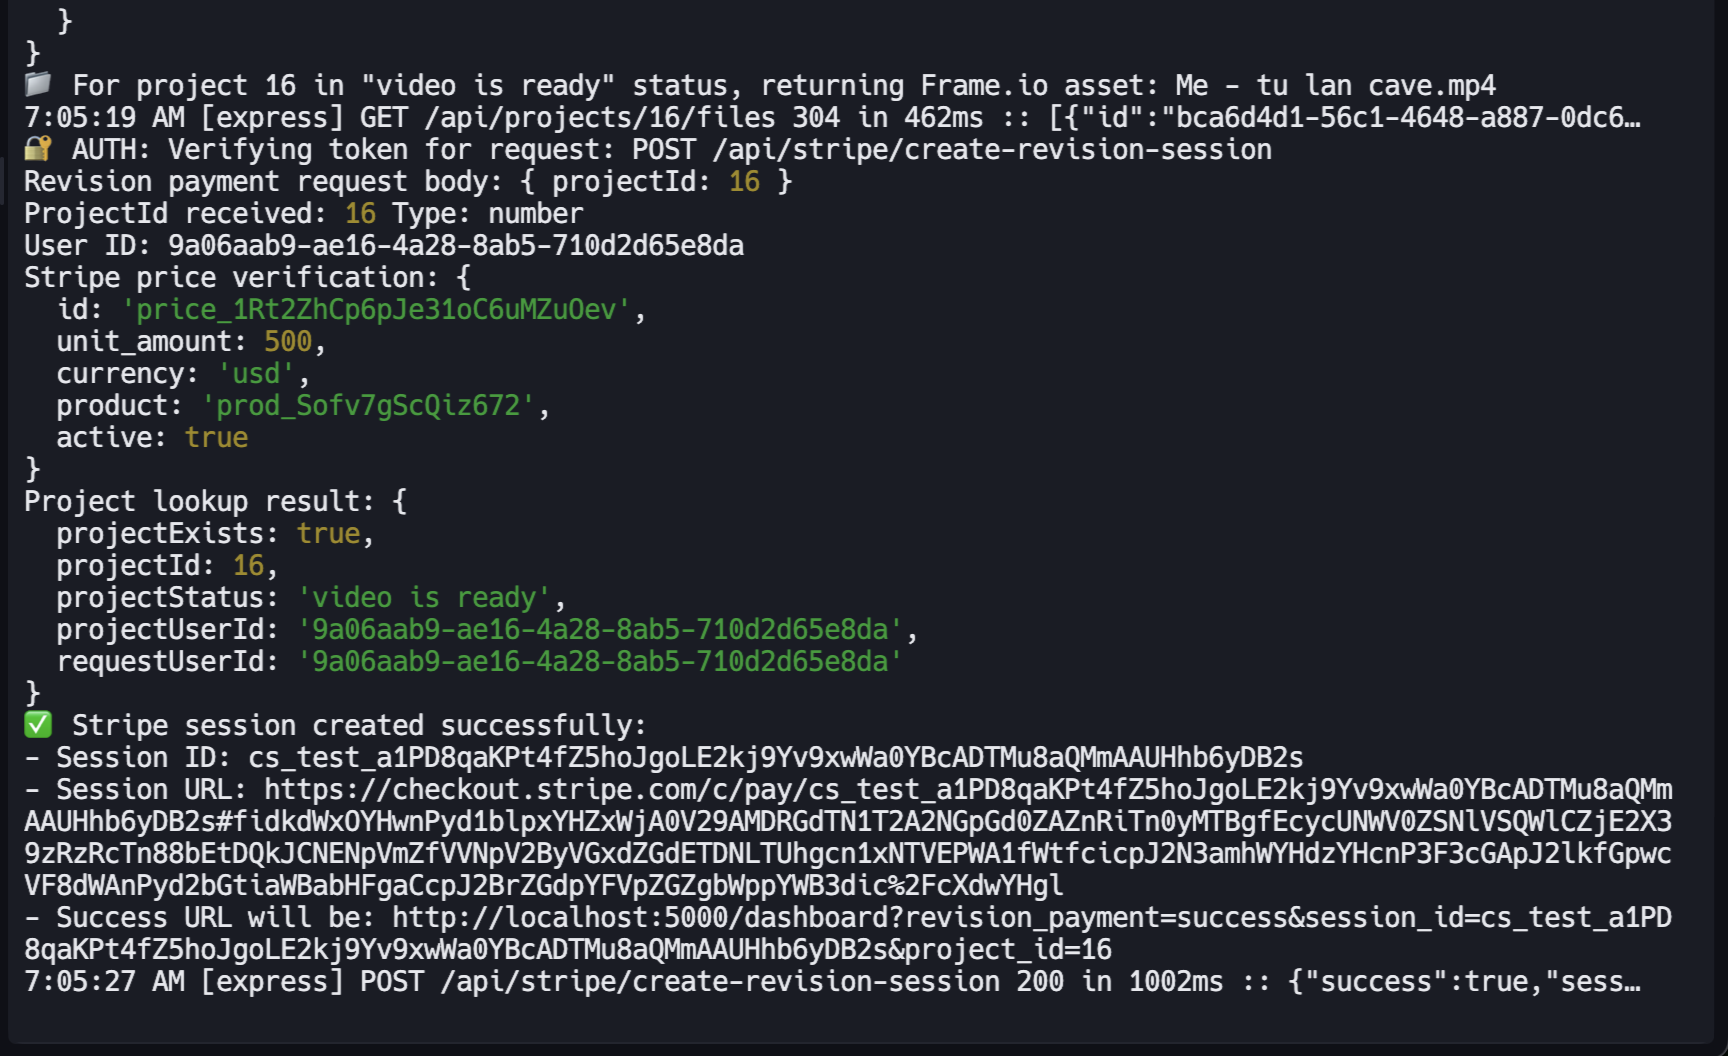 }
}
📁 For project 16 in "video is ready" status, returning Frame.io asset: Me - tu lan cave.mp4
7:05:19 AM [express] GET /api/projects/16/files 304 in 462ms :: [{"id":"bca6d4d1-56c1-4648-a887-0dc6…
🔐 AUTH: Verifying token for request: POST /api/stripe/create-revision-session
Revision payment request body: { projectId: 16 }
ProjectId received: 16 Type: number
User ID: 9a06aab9-ae16-4a28-8ab5-710d2d65e8da
Stripe price verification: {
  id: 'price_1Rt2ZhCp6pJe31oC6uMZuOev',
  unit_amount: 500,
  currency: 'usd',
  product: 'prod_Sofv7gScQiz672',
  active: true
}
Project lookup result: {
  projectExists: true,
  projectId: 16,
  projectStatus: 'video is ready',
  projectUserId: '9a06aab9-ae16-4a28-8ab5-710d2d65e8da',
  requestUserId: '9a06aab9-ae16-4a28-8ab5-710d2d65e8da'
}
✅ Stripe session created successfully:
- Session ID: cs_test_a1PD8qaKPt4fZ5hoJgoLE2kj9Yv9xwWa0YBcADTMu8aQMmAAUHhb6yDB2s
- Session URL: https://checkout.stripe.com/c/pay/cs_test_a1PD8qaKPt4fZ5hoJgoLE2kj9Yv9xwWa0YBcADTMu8aQMm
AAUHhb6yDB2s#fidkdWxOYHwnPyd1blpxYHZxWjA0V29AMDRGdTN1T2A2NGpGd0ZAZnRiTn0yMTBgfEcycUNWV0ZSNlVSQWlCZjE2X3
9zRzRcTn88bEtDQkJCNENpVmZfVVNpV2ByVGxdZGdETDNLTUhgcn1xNTVEPWA1fWtfcicpJ2N3amhWYHdzYHcnP3F3cGApJ2lkfGpwc
VF8dWAnPyd2bGtiaWBabHFgaCcpJ2BrZGdpYFVpZGZgbWppYWB3dic%2FcXdwYHgl
- Success URL will be: http://localhost:5000/dashboard?revision_payment=success&session_id=cs_test_a1PD
8qaKPt4fZ5hoJgoLE2kj9Yv9xwWa0YBcADTMu8aQMmAAUHhb6yDB2s&project_id=16
7:05:27 AM [express] POST /api/stripe/create-revision-session 200 in 1002ms :: {"success":true,"sess…